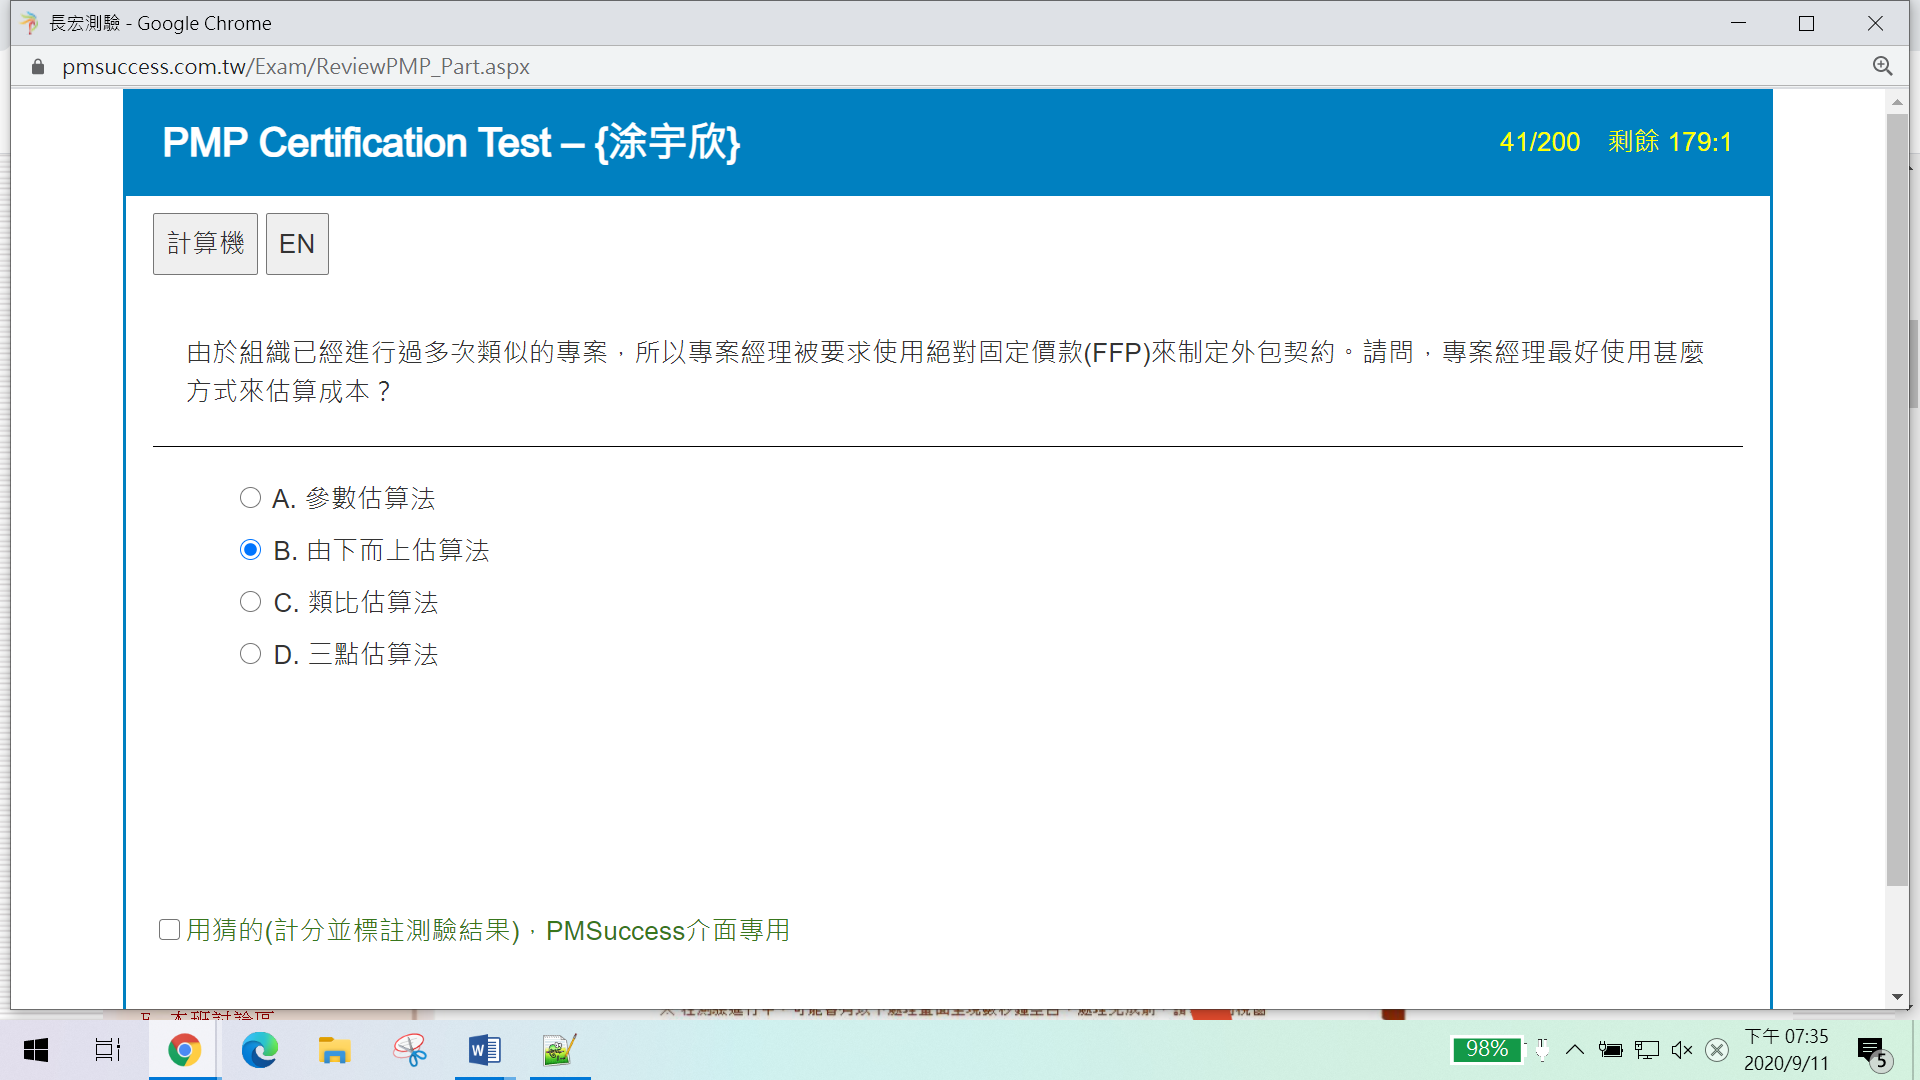 長宏測驗 - Google Chrome
pmsuccess.com.tw/Exam/ReviewPMP_Part.aspx
PMP Certification Test – {涂宇欣}
41/200 剩餘 179:1
計算機 EN
由於組織已經進行過多次類似的專案，所以專案經理被要求使用絕對固定價款(FFP)來制定外包契約。請問，專案經理最好使用甚麼
方式來估算成本？
A. 參數估算法
B. 由下而上估算法
C. 類比估算法
D. 三點估算法
用猜的(計分並標註測驗結果)，PMSuccess介面專用
98%
下午 07:35
2020/9/11
5